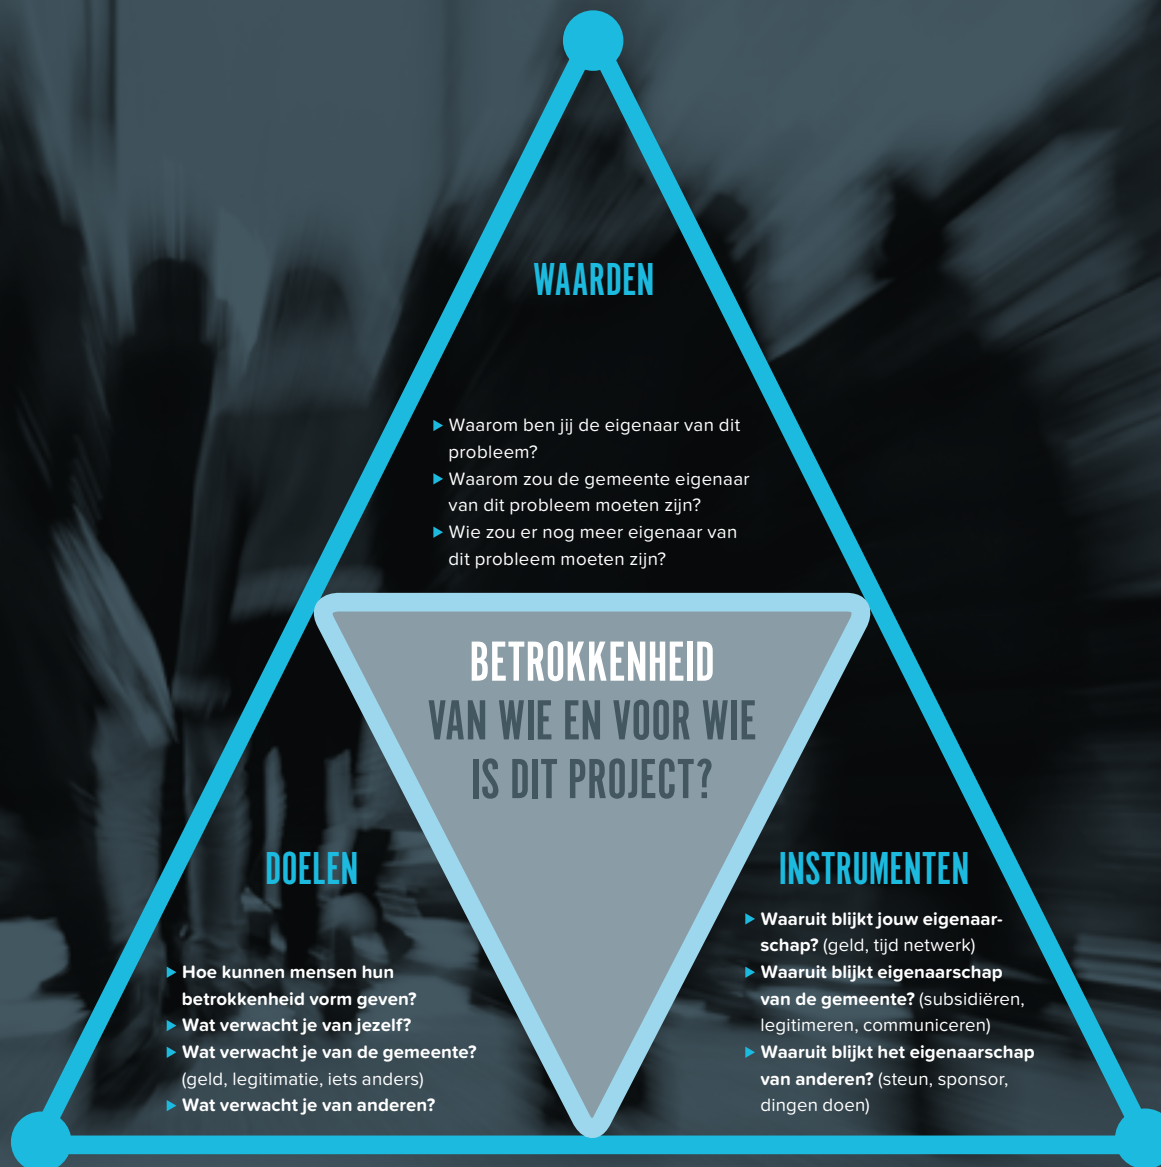 WAARDEN
▶ Waarom ben jij de eigenaar van dit
probleem?
▶ Waarom zou de gemeente eigenaar
van dit probleem moeten zijn?
▶ Wie zou er nog meer eigenaar van
dit probleem moeten zijn?
BETROKKENHEID
VAN WIE EN VOOR WIE
IS DIT PROJECT?
DOELEN
▶ Hoe kunnen mensen hun
betrokkenheid vorm geven?
▶ Wat verwacht je van jezelf?
▶ Wat verwacht je van de gemeente?
(geld, legitimatie, iets anders)
▶ Wat verwacht je van anderen?
INSTRUMENTEN
▶ Waaruit blijkt jouw eigenaar-
schap? (geld, tijd netwerk)
▶ Waaruit blijkt eigenaarschap
van de gemeente? (subsidiëren,
legitimeren, communiceren)
▶ Waaruit blijkt het eigenaarschap
van anderen? (steun, sponsor,
dingen doen)